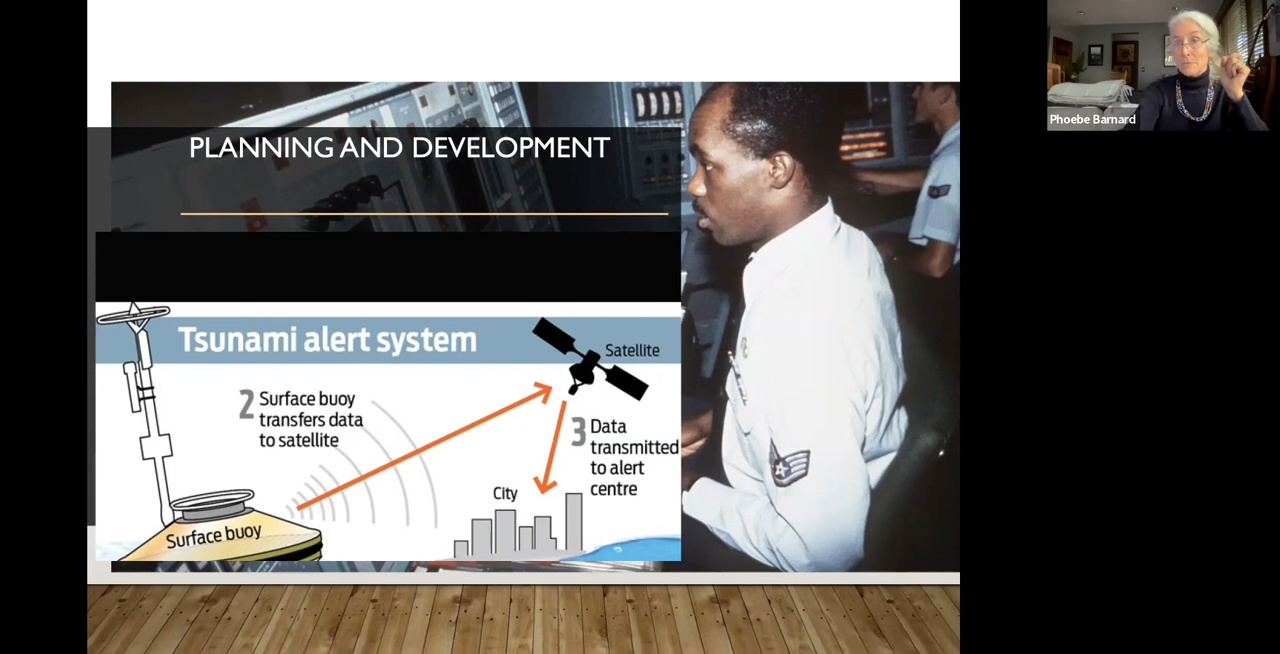 PLANNING AND DEVELOPMENT
Phoebe Barnard
Tsunami alert system
Satellite
2 Surface buoy
transfers data
to satellite
3 Data
transmitted
to alert
centre
City
Surface buoy